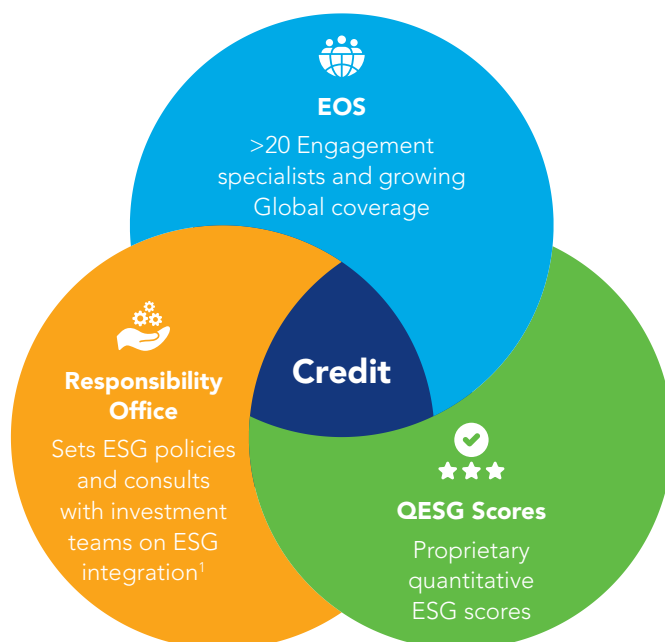 EOS
>20 Engagement
specialists and growing
Global coverage
Credit
Responsibility
Office
Sets ESG policies
and consults
with investment
teams on ESG
integration¹
QESG Scores
Proprietary
quantitative
ESG scores